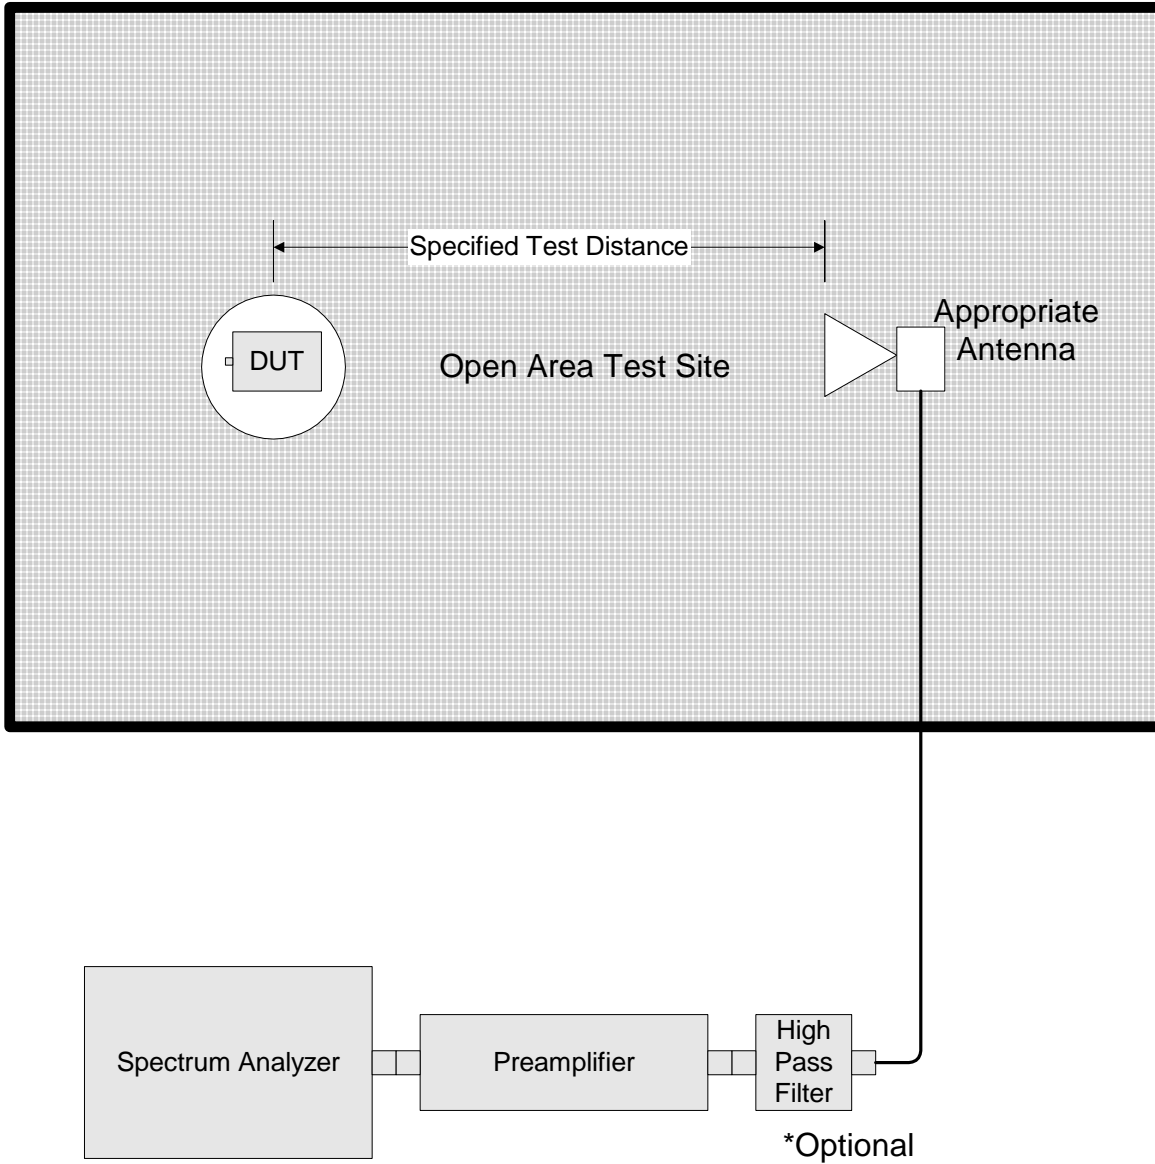 Specified Test Distance
DUT
Open Area Test Site
Appropriate
Antenna
Spectrum Analyzer
Preamplifier
High
Pass
Filter
*Optional